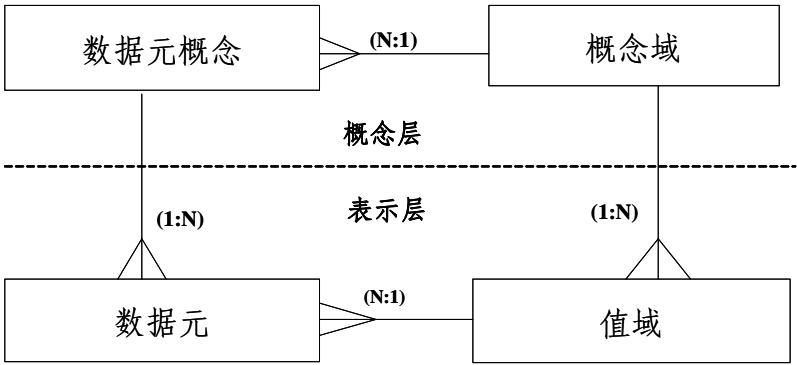 数据元概念
(N:1)
概念域
概念层
表示层
(1:N)
(1:N)
数据元
(N:1)
值域